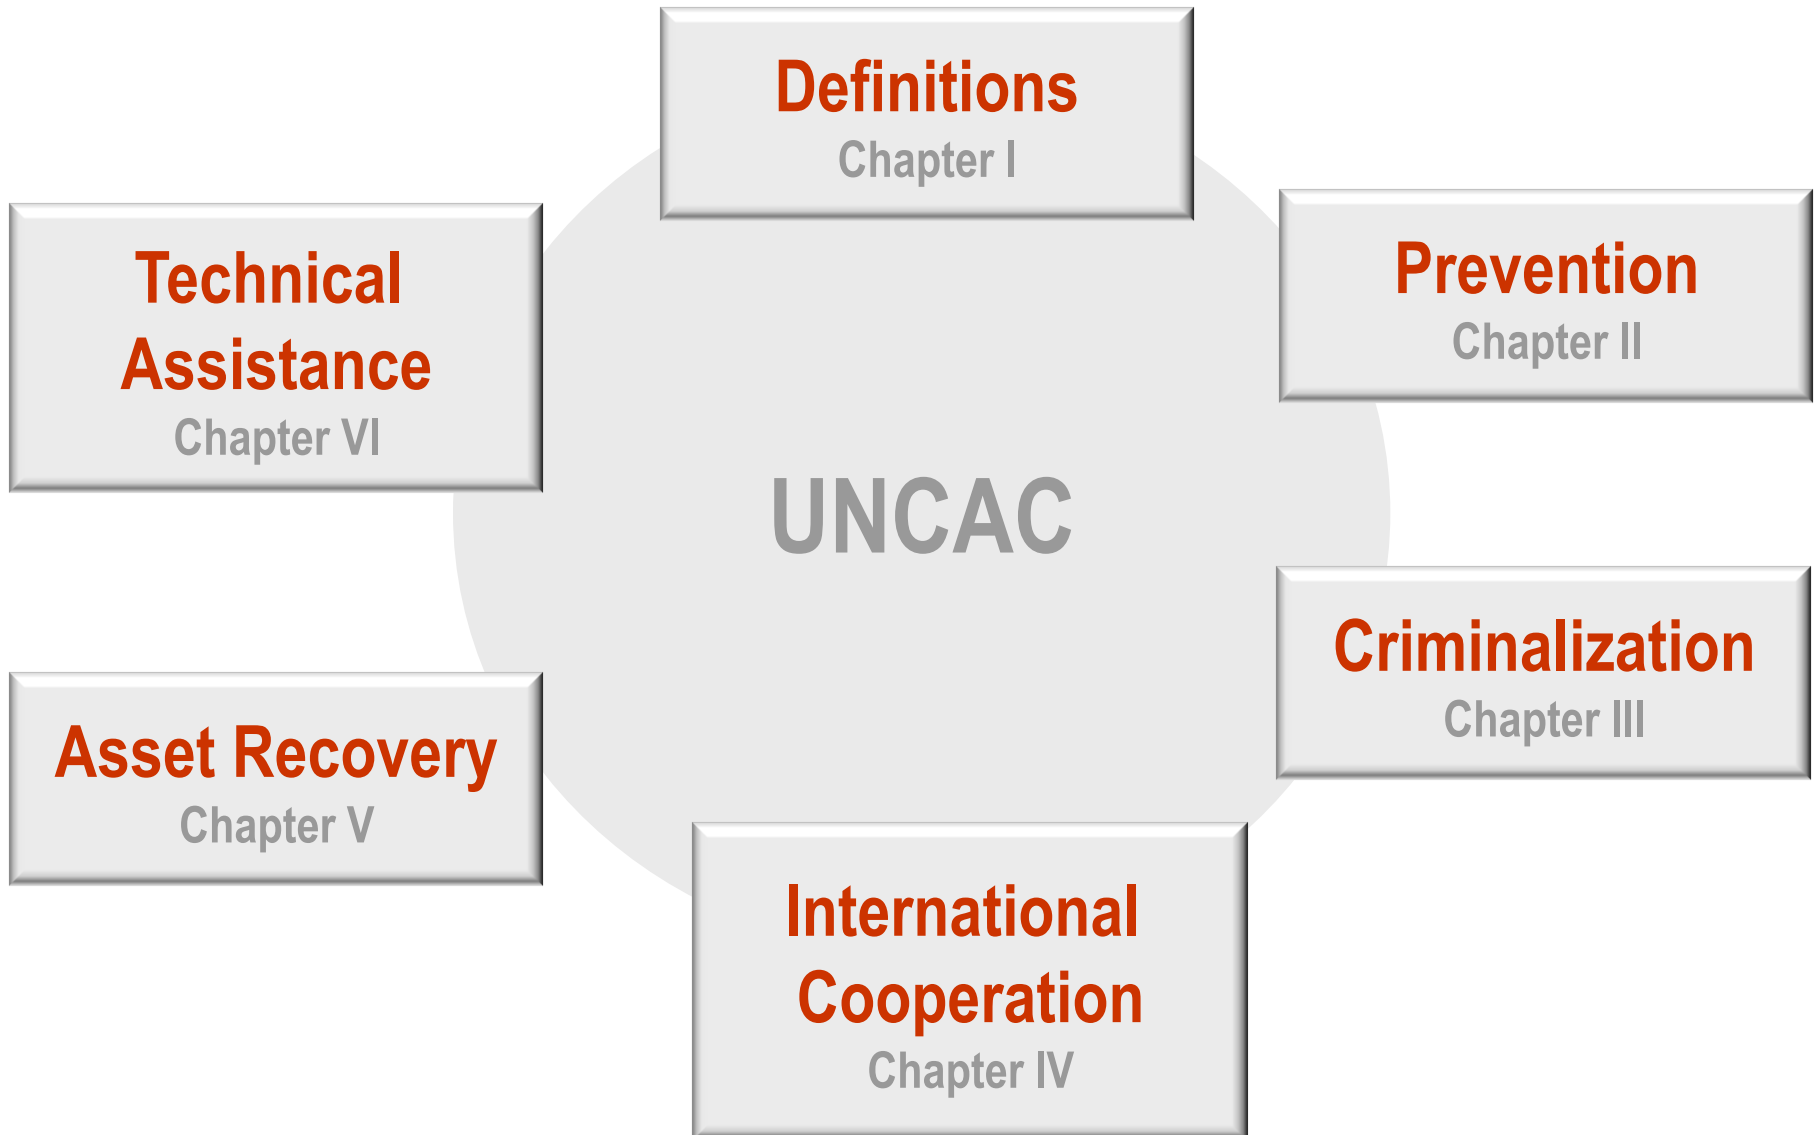 Definitions
Chapter I
Prevention
Chapter II
Criminalization
Chapter III
International
Cooperation
Chapter IV
Asset Recovery
Chapter V
Technical
Assistance
Chapter VI
UNCAC